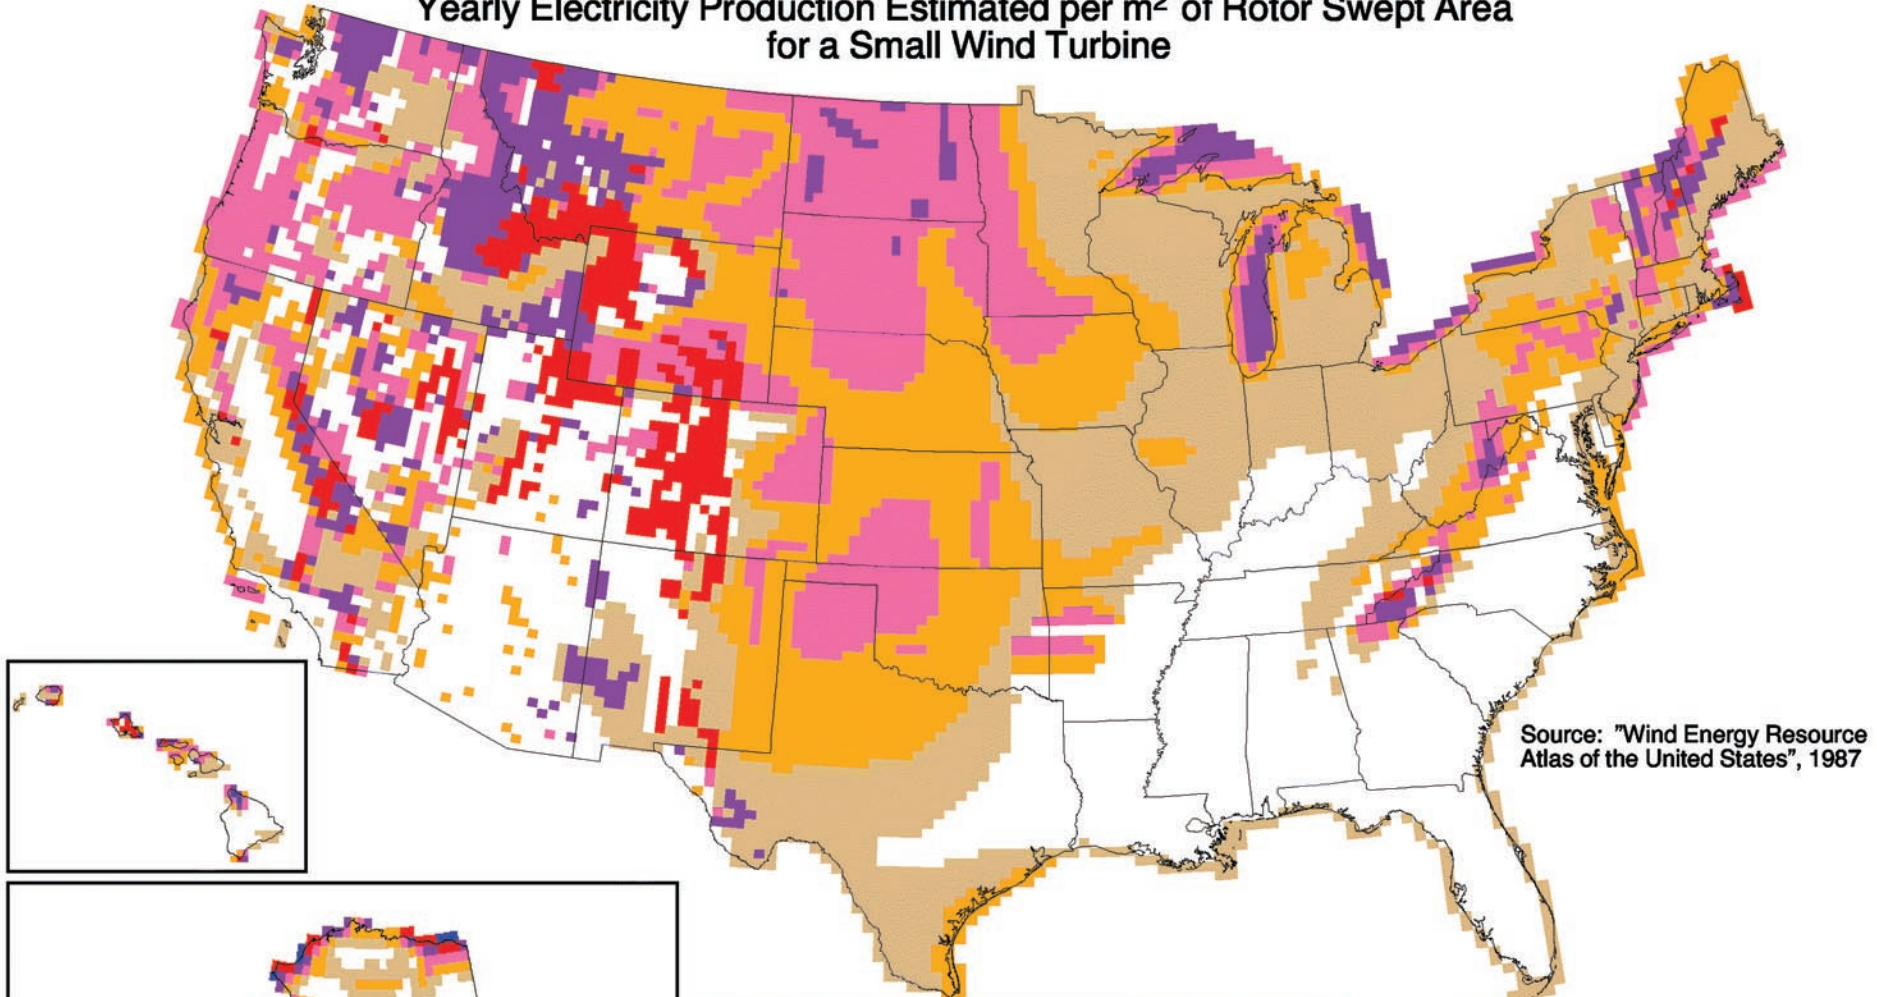 Yearly Electricity Production Estimated per m² of Rotor Swept Area
for a Small Wind Turbine
Source: "Wind Energy Resource
Atlas of the United States", 1987